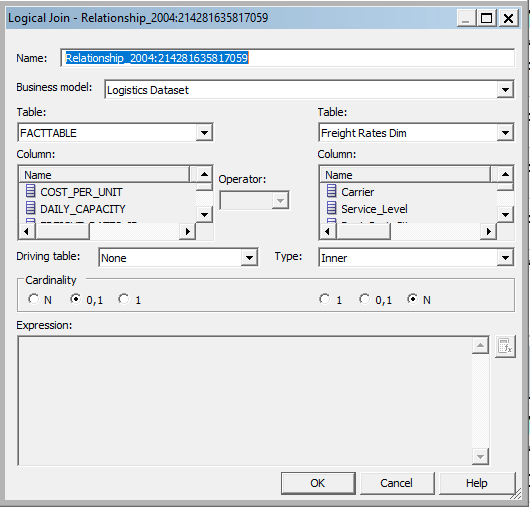 Logical Join - Relationship_2004:214281635817059
Name: Relationship_2004:214281635817059
Business model: Logistics Dataset
Table: Table:
FACTTABLE Freight Rates Dim
Column: Operator: Column:
Name Name
COST_PER_UNIT Carrier
DAILY_CAPACITY Service_Level
Driving table: None Type: Inner
Cardinality
N 0,1 1 1 0,1 N
Expression:
fx
OK Cancel Help